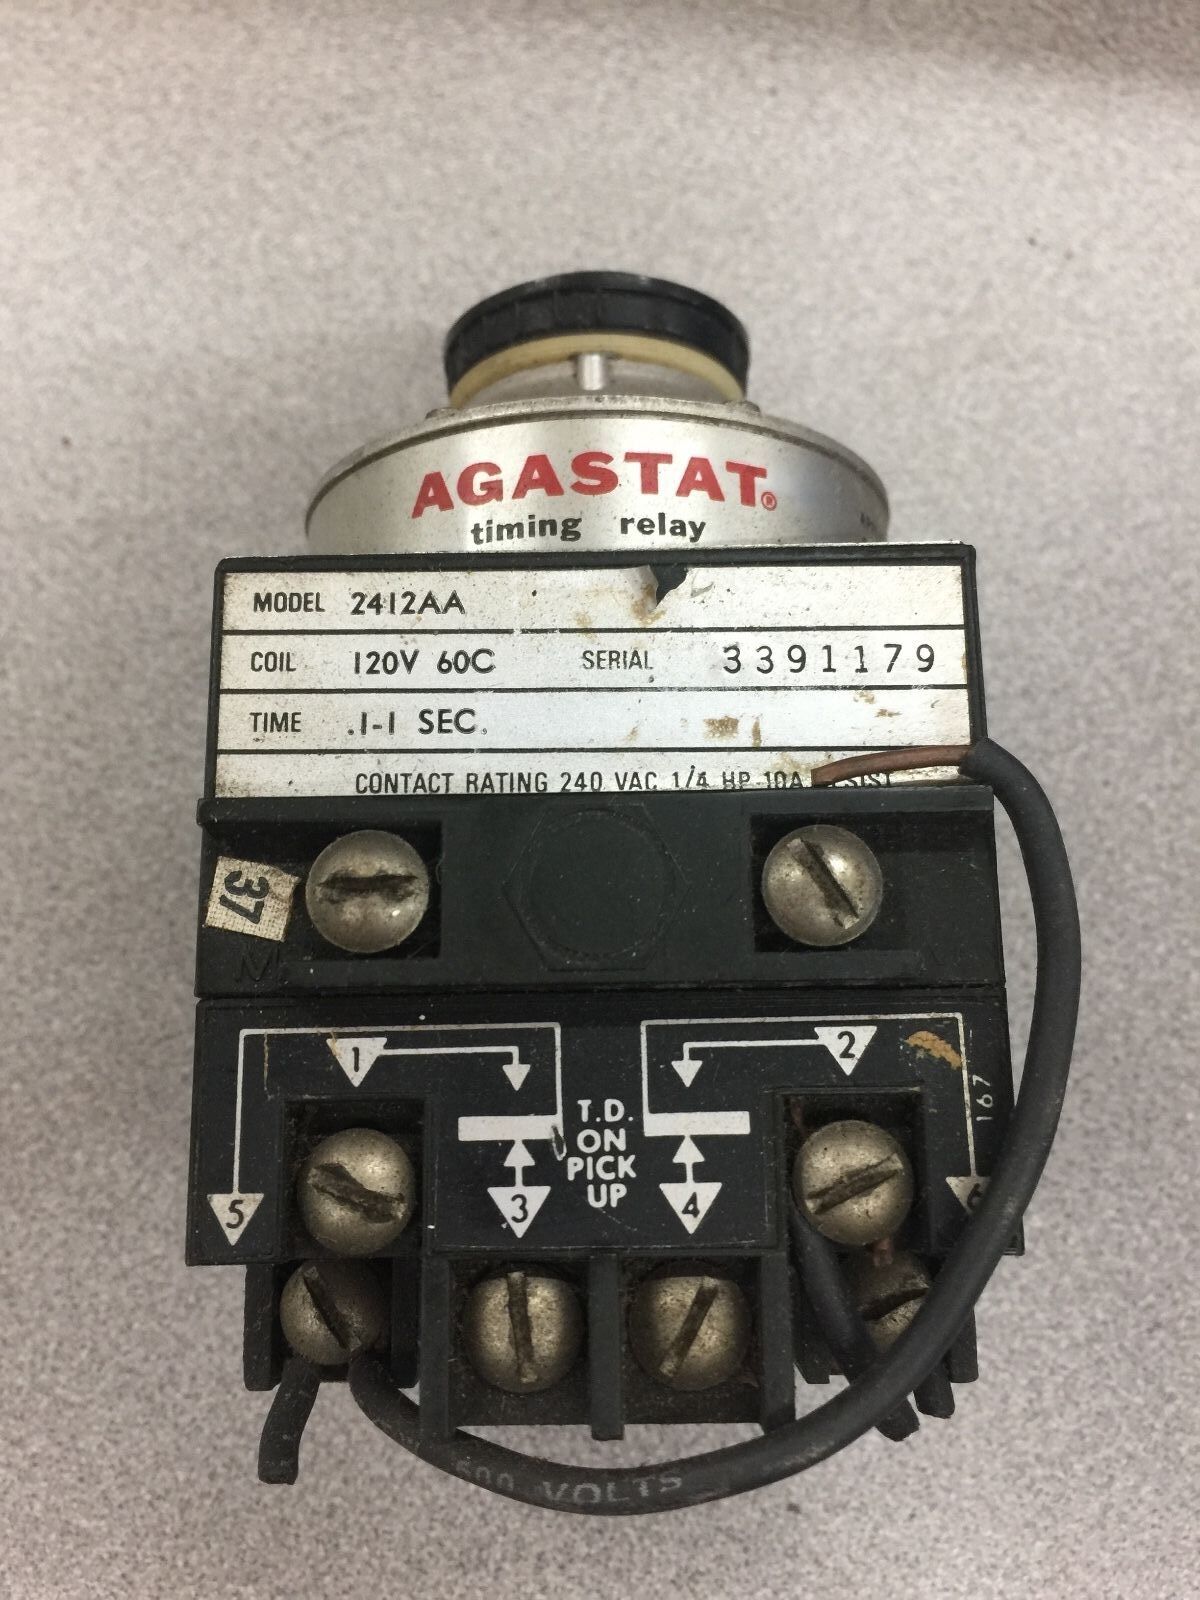 AGASTAT®
timing relay
MODEL 2412AA
COIL 120V 60C SERIAL 3391179
TIME .1-1 SEC.
CONTACT RATING 240 VAC 1/4 HP 10A
37
1 2
T.D.
ON
PICK
UP
167
5 3 4 6
600 VOLTS